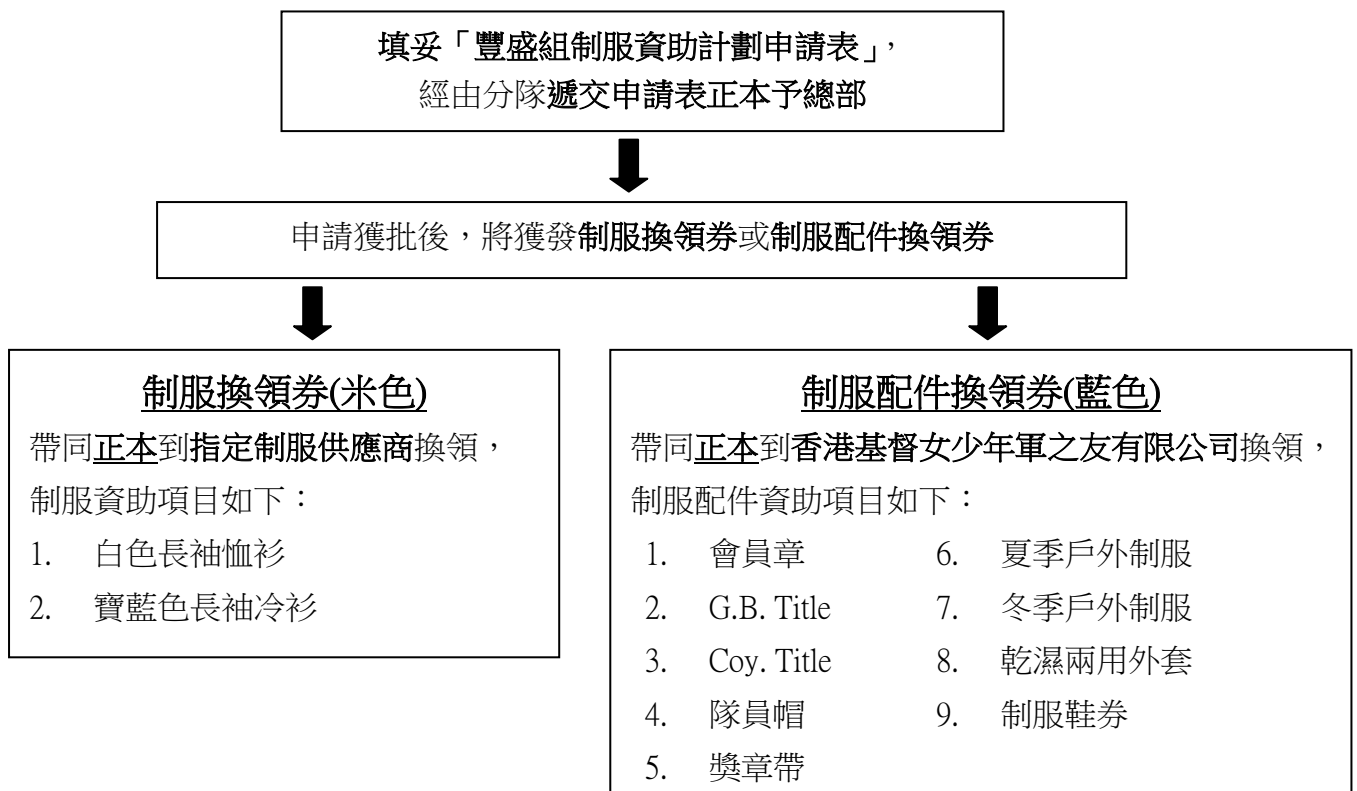 填妥「豐盛組制服資助計劃申請表」，
經由分隊遞交申請表正本予總部
申請獲批後，將獲發制服換領券或制服配件換領券
制服換領券(米色)
帶同正本到指定制服供應商換領，
制服資助項目如下：
1. 白色長袖恤衫
2. 寶藍色長袖冷衫
制服配件換領券(藍色)
帶同正本到香港基督女少年軍之友有限公司換領，
制服配件資助項目如下：
1. 會員章
2. G.B. Title
3. Coy. Title
4. 隊員帽
5. 獎章帶
6. 夏季戶外制服
7. 冬季戶外制服
8. 乾濕兩用外套
9. 制服鞋券